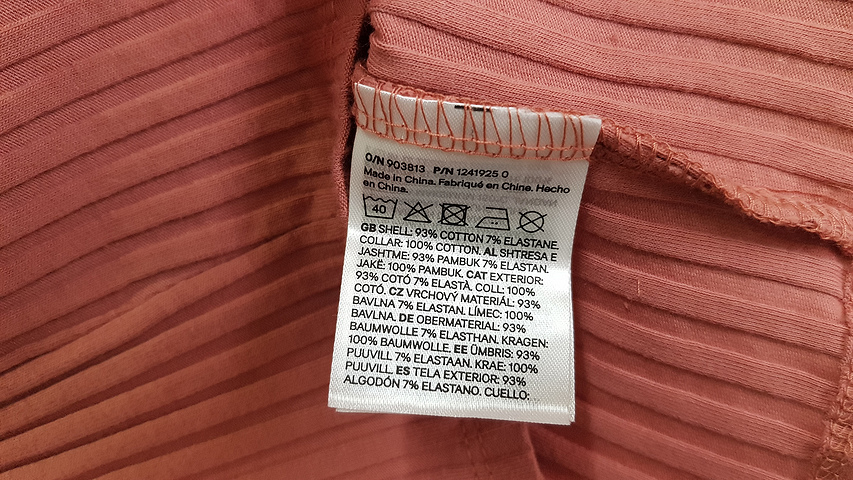 O/N 903813 P/N 1241925 0
Made in China. Fabriqué en Chine. Hecho
en China.
40
GB SHELL: 93% COTTON 7% ELASTANE.
COLLAR: 100% COTTON. AL SHTRESA E
JASHTME: 93% PAMBUK 7% ELASTAN.
JAKË: 100% PAMBUK. CAT EXTERIOR:
93% COTÓ 7% ELASTÀ. COLL: 100%
COTÓ. CZ VRCHOVÝ MATERIÁL: 93%
BAVLNA 7% ELASTAN. LÍMEC: 100%
BAVLNA. DE OBERMATERIAL: 93%
BAUMWOLLE 7% ELASTHAN. KRAGEN:
100% BAUMWOLLE. EE ÜMBRIS: 93%
PUUVILL 7% ELASTAAN. KRAE: 100%
PUUVILL. ES TELA EXTERIOR: 93%
ALGODÓN 7% ELASTANO. CUELLO: